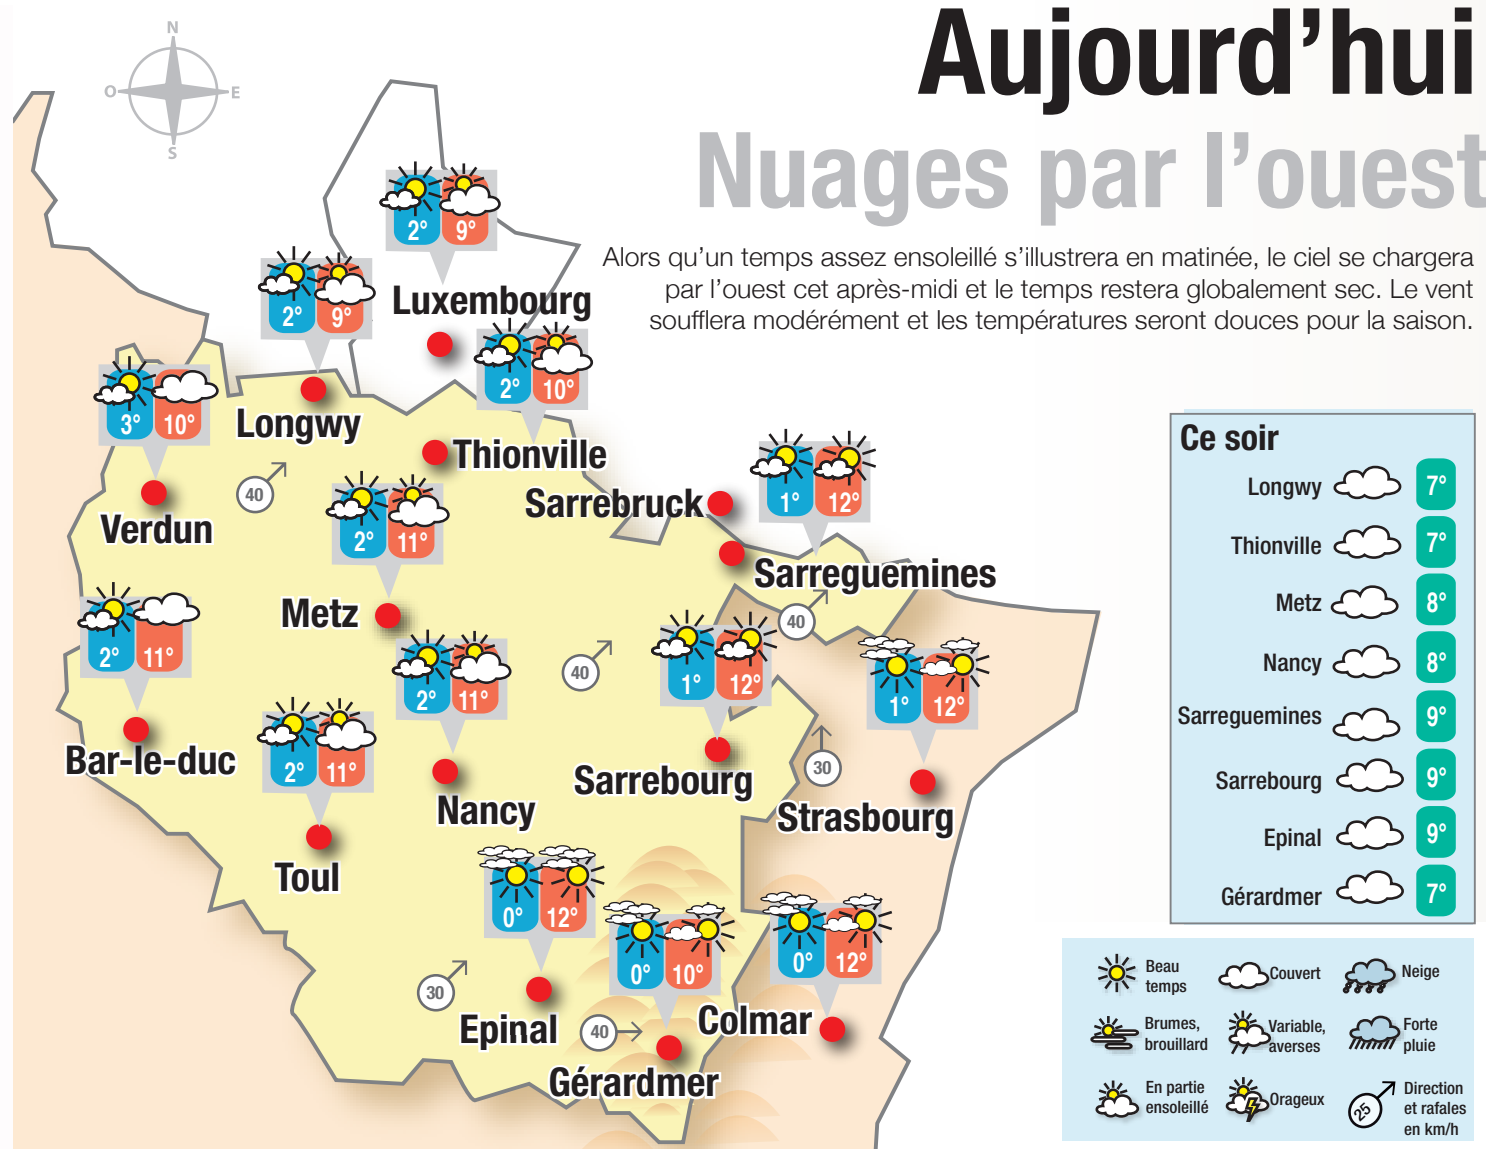 Aujourd’hui
Nuages par l’ouest
Alors qu’un temps assez ensoleillé s’illustrera en matinée, le ciel se chargera
par l’ouest cet après-midi et le temps restera globalement sec. Le vent
soufflera modérément et les températures seront douces pour la saison.
N
O
E
S
2° 9°
Luxembourg
2° 9°
Longwy
2° 10°
Thionville
3° 10°
Verdun
40
1° 12°
Sarrebruck
Sarreguemines
2° 11°
Metz
40
2° 11°
Bar-le-duc
2° 11°
Nancy
40
1° 12°
Sarrebourg
1° 12°
Strasbourg
30
2° 11°
Toul
0° 12°
Epinal
30
0° 10°
Gérardmer
40
0° 12°
Colmar
Ce soir
Longwy 7°
Thionville 7°
Metz 8°
Nancy 8°
Sarreguemines 9°
Sarrebourg 9°
Epinal 9°
Gérardmer 7°
Beau
temps
Couvert
Neige
Brumes,
brouillard
Variable,
averses
Forte
pluie
En partie
ensoleillé
Orageux
25
Direction
et rafales
en km/h